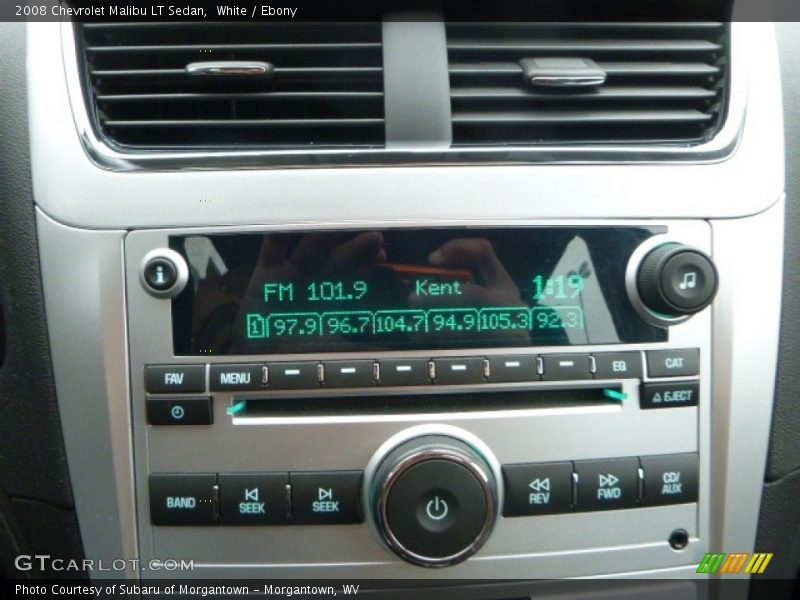 2008 Chevrolet Malibu LT Sedan, White / Ebony
i
FM 101.9 Kent 1:19
1 97.9 96.7 104.7 94.9 105.3 92.3
FAV MENU EQ CAT
EJECT
BAND SEEK SEEK REV FWD CD/
AUX
GTCARLOT.COM
Photo Courtesy of Subaru of Morgantown - Morgantown, WV